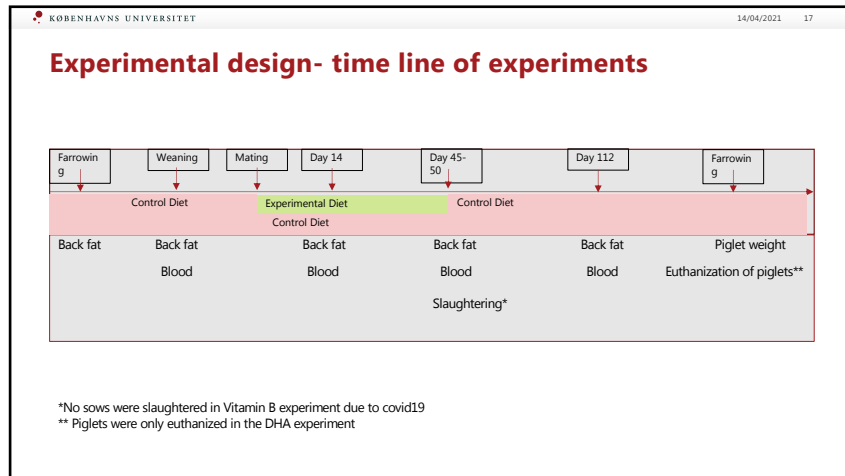 KØBENHAVNS UNIVERSITET
14/04/2021 17
Experimental design- time line of experiments
Farrowin
g
Weaning
Mating
Day 14
Day 45-
50
Day 112
Farrowin
g
Control Diet
Experimental Diet
Control Diet
Control Diet
Back fat
Back fat
Back fat
Back fat
Back fat
Piglet weight
Blood
Blood
Blood
Blood
Euthanization of piglets**
Slaughtering*
*No sows were slaughtered in Vitamin B experiment due to covid19
** Piglets were only euthanized in the DHA experiment